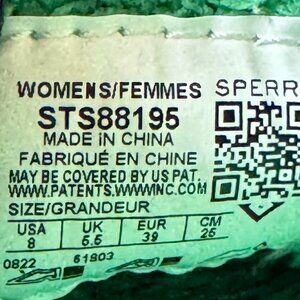 WOMENS/FEMMES SPERR
STS88195
MADE IN CHINA
FABRIQUÉ EN CHINE
MAY BE COVERED BY US PAT.
WWW.PATENTS.WWWINC.COM
SIZE/GRANDEUR
USA UK EUR CM
8 5.5 39 25
0822 61803